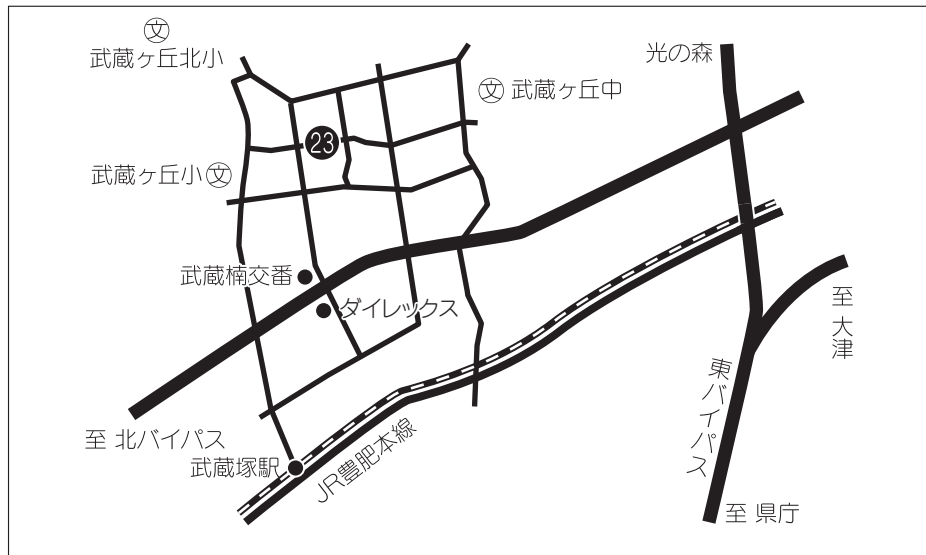 文
武蔵ヶ丘北小
光の森
文 武蔵ヶ丘中
23
武蔵ヶ丘小 文
武蔵楠交番
ダイレックス
至 大津
東バイパス
至 北バイパス
武蔵塚駅
JR豊肥本線
至 県庁